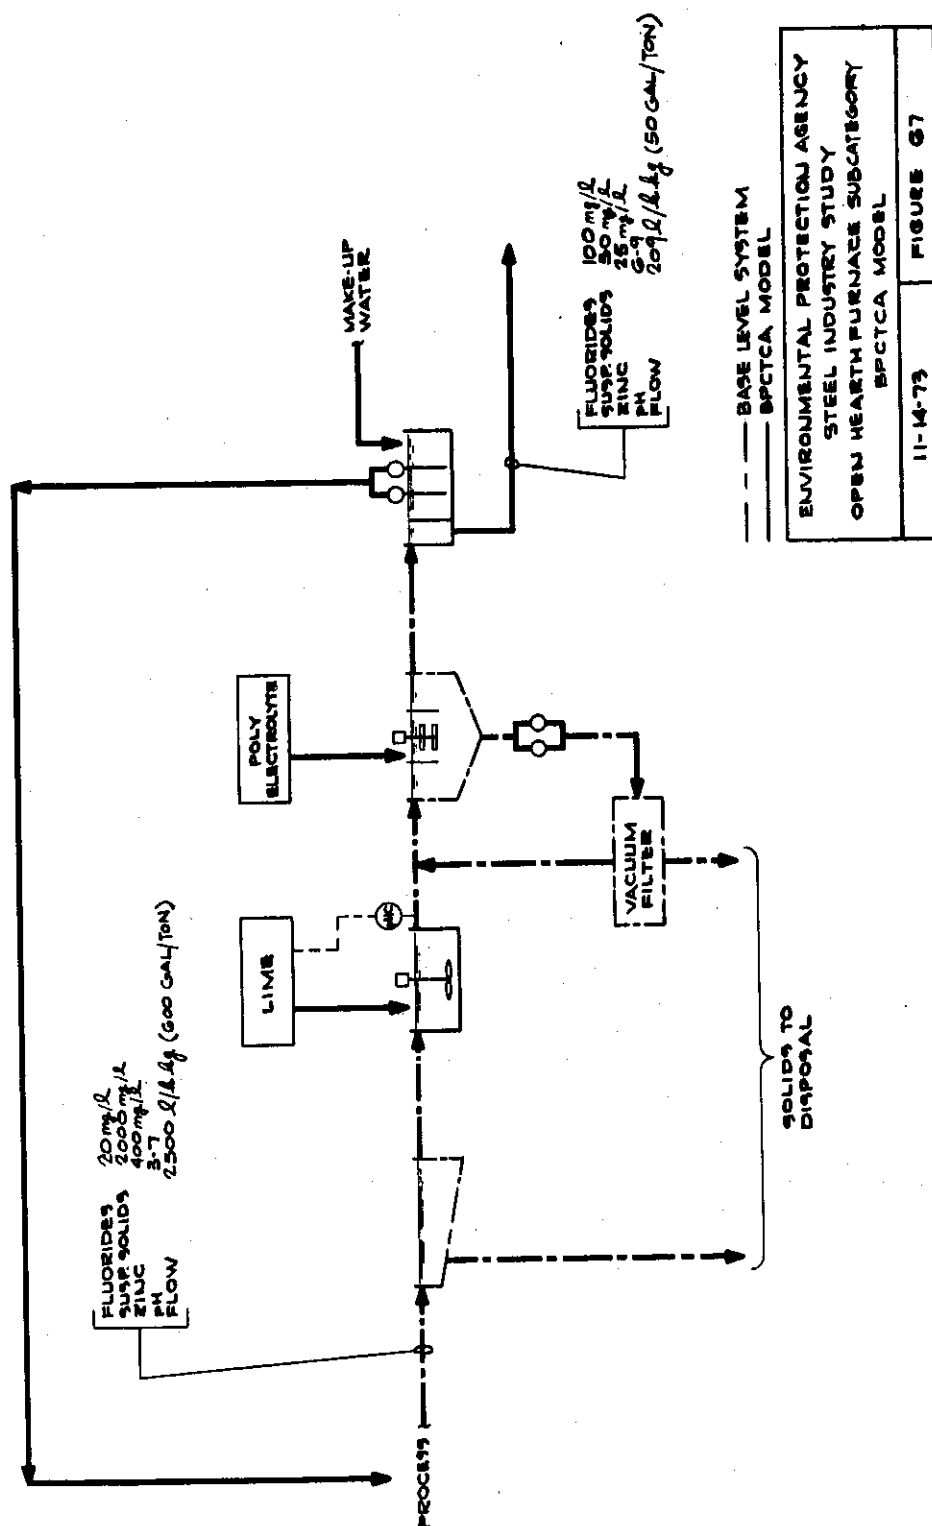 PROCESS
FLUORIDES 20 mg/l
SUSP. SOLIDS 2000 mg/l
ZINC 400 mg/l
PH 3-7
FLOW 2500 l/kkg (600 GAL/TON)
LIME
POLY
ELECTROLYTE
MAKE-UP
WATER
VACUUM
FILTER
SOLIDS TO
DISPOSAL
FLUORIDES 100 mg/l
SUSP. SOLIDS 50 mg/l
ZINC 25 mg/l
PH 6-9
FLOW 209 l/kkg (50 GAL/TON)
BASE LEVEL SYSTEM
BPCTCA MODEL
ENVIRONMENTAL PROTECTION AGENCY
STEEL INDUSTRY STUDY
OPEN HEARTH FURNACE SUBCATEGORY
BPCTCA MODEL
11-14-73 FIGURE 67